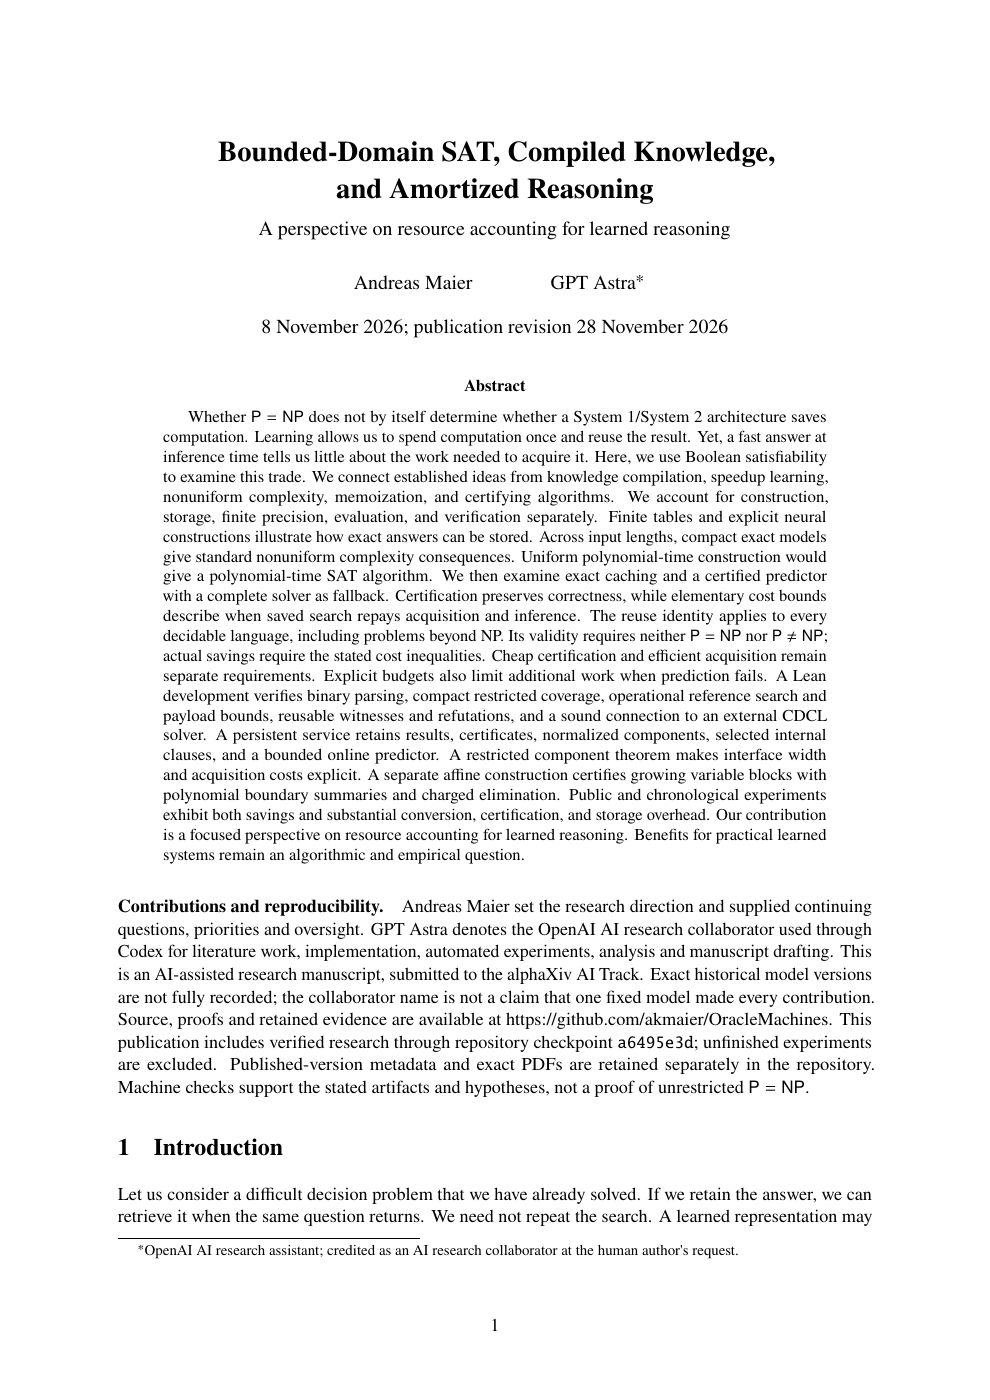 Bounded-Domain SAT, Compiled Knowledge,
and Amortized Reasoning
A perspective on resource accounting for learned reasoning
Andreas Maier GPT Astra*
8 November 2026; publication revision 28 November 2026
Abstract
Whether P = NP does not by itself determine whether a System 1/System 2 architecture saves
computation. Learning allows us to spend computation once and reuse the result. Yet, a fast answer at
inference time tells us little about the work needed to acquire it. Here, we use Boolean satisfiability
to examine this trade. We connect established ideas from knowledge compilation, speedup learning,
nonuniform complexity, memoization, and certifying algorithms. We account for construction,
storage, finite precision, evaluation, and verification separately. Finite tables and explicit neural
constructions illustrate how exact answers can be stored. Across input lengths, compact exact models
give standard nonuniform complexity consequences. Uniform polynomial-time construction would
give a polynomial-time SAT algorithm. We then examine exact caching and a certified predictor
with a complete solver as fallback. Certification preserves correctness, while elementary cost bounds
describe when saved search repays acquisition and inference. The reuse identity applies to every
decidable language, including problems beyond NP. Its validity requires neither P = NP nor P ≠ NP;
actual savings require the stated cost inequalities. Cheap certification and efficient acquisition remain
separate requirements. Explicit budgets also limit additional work when prediction fails. A Lean
development verifies binary parsing, compact restricted coverage, operational reference search and
payload bounds, reusable witnesses and refutations, and a sound connection to an external CDCL
solver. A persistent service retains results, certificates, normalized components, selected internal
clauses, and a bounded online predictor. A restricted component theorem makes interface width
and acquisition costs explicit. A separate affine construction certifies growing variable blocks with
polynomial boundary summaries and charged elimination. Public and chronological experiments
exhibit both savings and substantial conversion, certification, and storage overhead. Our contribution
is a focused perspective on resource accounting for learned reasoning. Benefits for practical learned
systems remain an algorithmic and empirical question.
Contributions and reproducibility. Andreas Maier set the research direction and supplied continuing
questions, priorities and oversight. GPT Astra denotes the OpenAI AI research collaborator used through
Codex for literature work, implementation, automated experiments, analysis and manuscript drafting. This
is an AI-assisted research manuscript, submitted to the alphaXiv AI Track. Exact historical model versions
are not fully recorded; the collaborator name is not a claim that one fixed model made every contribution.
Source, proofs and retained evidence are available at https://github.com/akmaier/OracleMachines. This
publication includes verified research through repository checkpoint a6495e3d; unfinished experiments
are excluded. Published-version metadata and exact PDFs are retained separately in the repository.
Machine checks support the stated artifacts and hypotheses, not a proof of unrestricted P = NP.
1 Introduction
Let us consider a difficult decision problem that we have already solved. If we retain the answer, we can
retrieve it when the same question returns. We need not repeat the search. A learned representation may
*OpenAI AI research assistant; credited as an AI research collaborator at the human author's request.
1